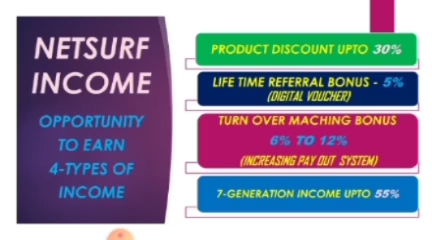 NETSURF
INCOME
OPPORTUNITY
TO EARN
4-TYPES OF
INCOME
PRODUCT DISCOUNT UPTO 30%
LIFE TIME REFERRAL BONUS - 5%
(DIGITAL VOUCHER)
TURN OVER MACHING BONUS
6% TO 12%
(INCREASING PAY OUT SYSTEM)
7-GENERATION INCOME UPTO 55%